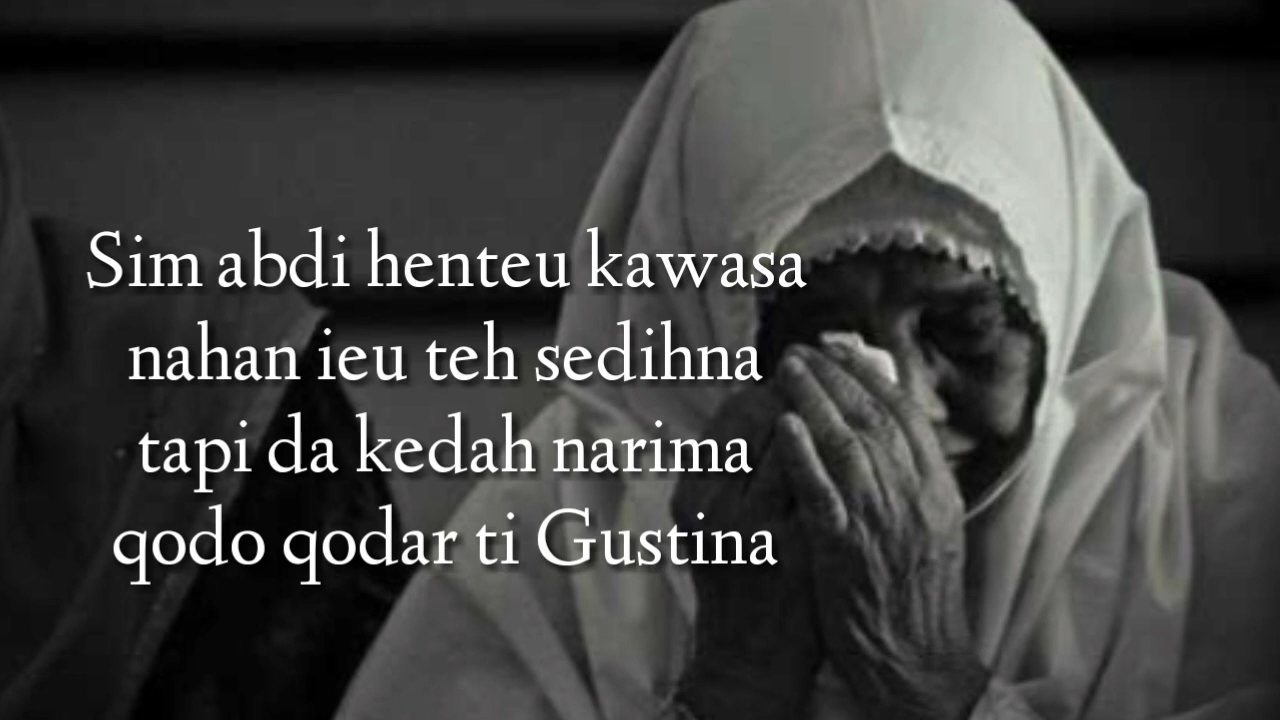 Sim abdi henteu kawasa
nahan ieu teh sedihna
tapi da kedah narima
qodo qodar ti Gustina